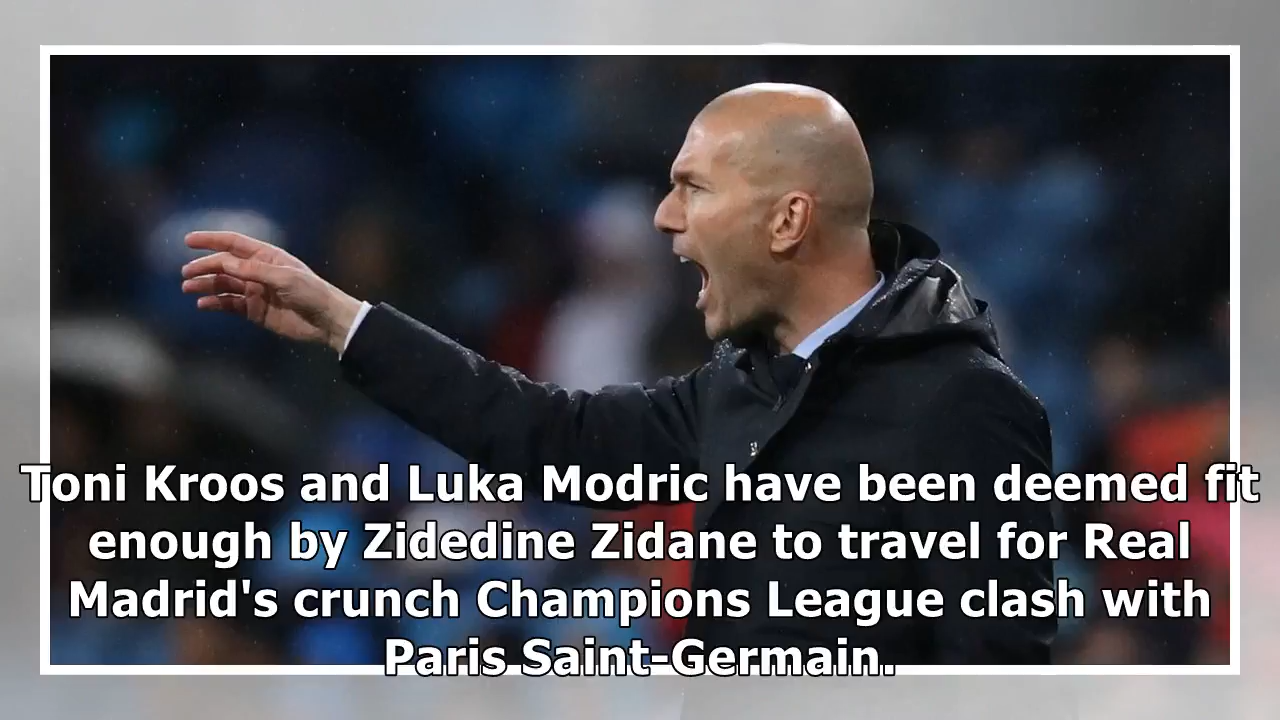 Toni Kroos and Luka Modric have been deemed fit
enough by Zidedine Zidane to travel for Real
Madrid's crunch Champions League clash with
Paris Saint-Germain.